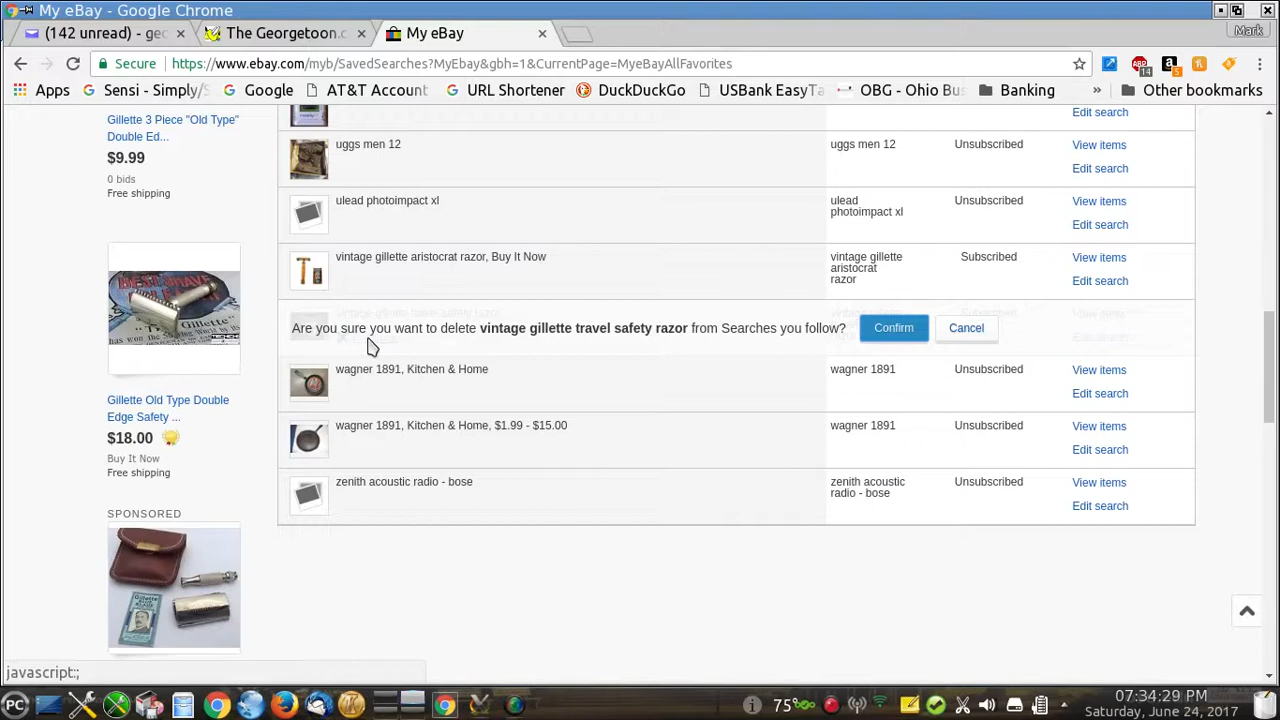 My eBay - Google Chrome
(142 unread) - geo
The Georgetoon.c
My eBay
Mark
Secure
https://www.ebay.com/myb/SavedSearches?MyEbay&gbh=1&CurrentPage=MyeBayAllFavorites
14
5
Apps
Sensi - Simply/S
Google
AT&T Account
URL Shortener
DuckDuckGo
USBank EasyTa
OBG - Ohio Bus
»
Banking
Other bookmarks
Gillette 3 Piece "Old Type"
Double Ed...
$9.99
0 bids
Free shipping
Gillette Old Type Double
Edge Safety ...
$18.00
Buy It Now
Free shipping
SPONSORED
Edit search
uggs men 12
uggs men 12
Unsubscribed
View items
Edit search
ulead photoimpact xl
ulead
photoimpact xl
Unsubscribed
View items
Edit search
vintage gillette aristocrat razor, Buy It Now
vintage gillette
aristocrat
razor
Subscribed
View items
Edit search
Are you sure you want to delete vintage gillette travel safety razor from Searches you follow?
Confirm
Cancel
wagner 1891, Kitchen & Home
wagner 1891
Unsubscribed
View items
Edit search
wagner 1891, Kitchen & Home, $1.99 - $15.00
wagner 1891
Unsubscribed
View items
Edit search
zenith acoustic radio - bose
zenith acoustic
radio - bose
Unsubscribed
View items
Edit search
javascript:;
PC
75°
07:34:29 PM
Saturday, June 24, 2017